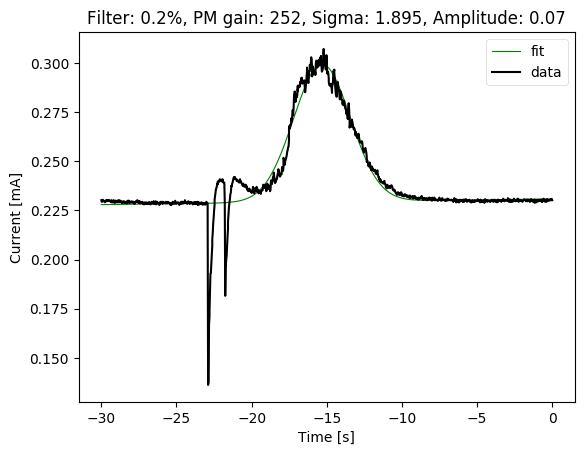 Filter: 0.2%, PM gain: 252, Sigma: 1.895, Amplitude: 0.07
fit
data
0.300
0.275
0.250
0.225
0.200
0.175
0.150
Current [mA]
−30 −25 −20 −15 −10 −5 0
Time [s]